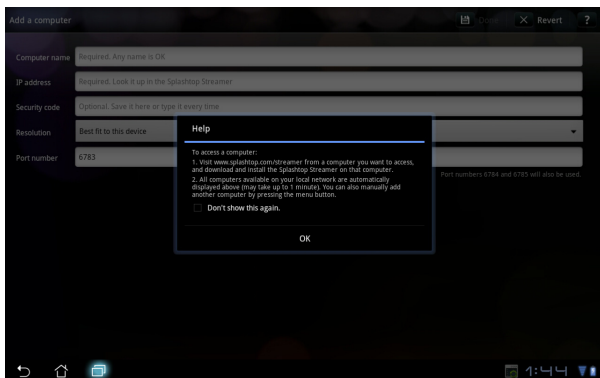 Add a computer
Done
Revert
?
Computer name
Required. Any name is OK
IP address
Required. Look it up in the Splashtop Streamer
Security code
Optional. Save it here or type it every time
Resolution
Best fit to this device
Port number
6783
Port numbers 6784 and 6785 will also be used.
Help
To access a computer:
1. Visit www.splashtop.com/streamer from a computer you want to access,
and download and install the Splashtop Streamer on that computer.
2. All computers available on your local network are automatically
displayed above (may take up to 1 minute). You can also manually add
another computer by pressing the menu button.
Don't show this again.
OK
1:44